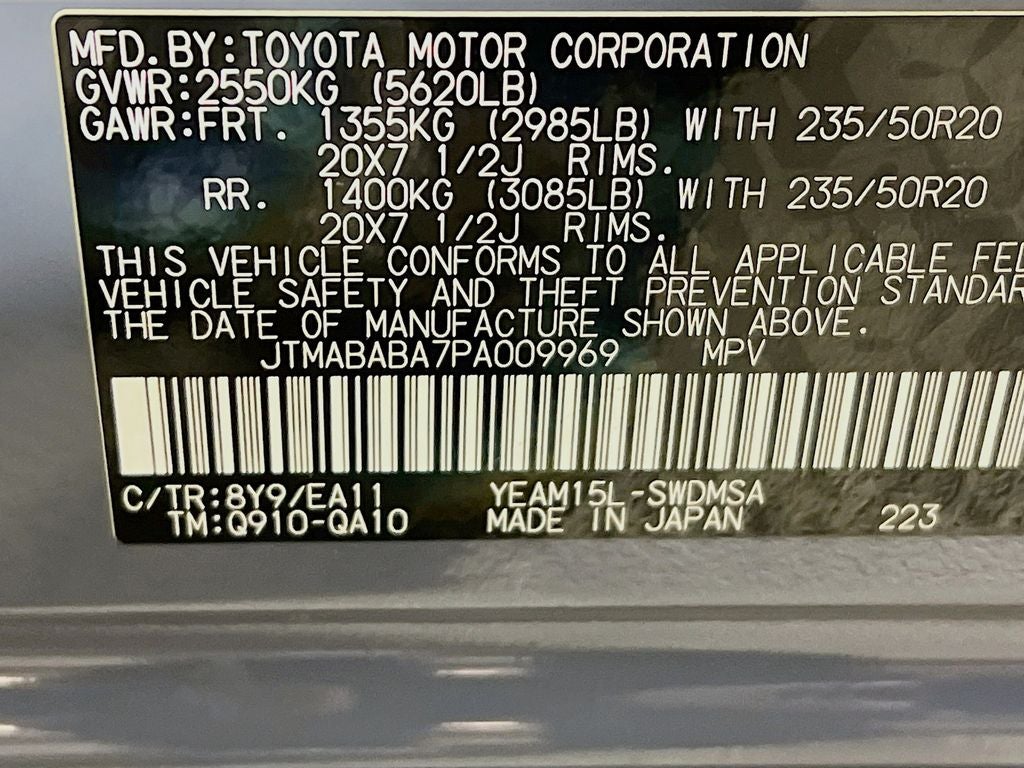 MFD.BY:TOYOTA MOTOR CORPORATION
GVWR:2550KG (5620LB)
GAWR:FRT. 1355KG (2985LB) WITH 235/50R20
20X7 1/2J RIMS.
RR. 1400KG (3085LB) WITH 235/50R20
20X7 1/2J RIMS.
THIS VEHICLE CONFORMS TO ALL APPLICABLE FED
VEHICLE SAFETY AND THEFT PREVENTION STANDAR
THE DATE OF MANUFACTURE SHOWN ABOVE.
JTMABABA7PA009969 MPV
C/TR:8Y9/EA11 YEAM15L-SWDMSA
TM:Q910-QA10 MADE IN JAPAN 223